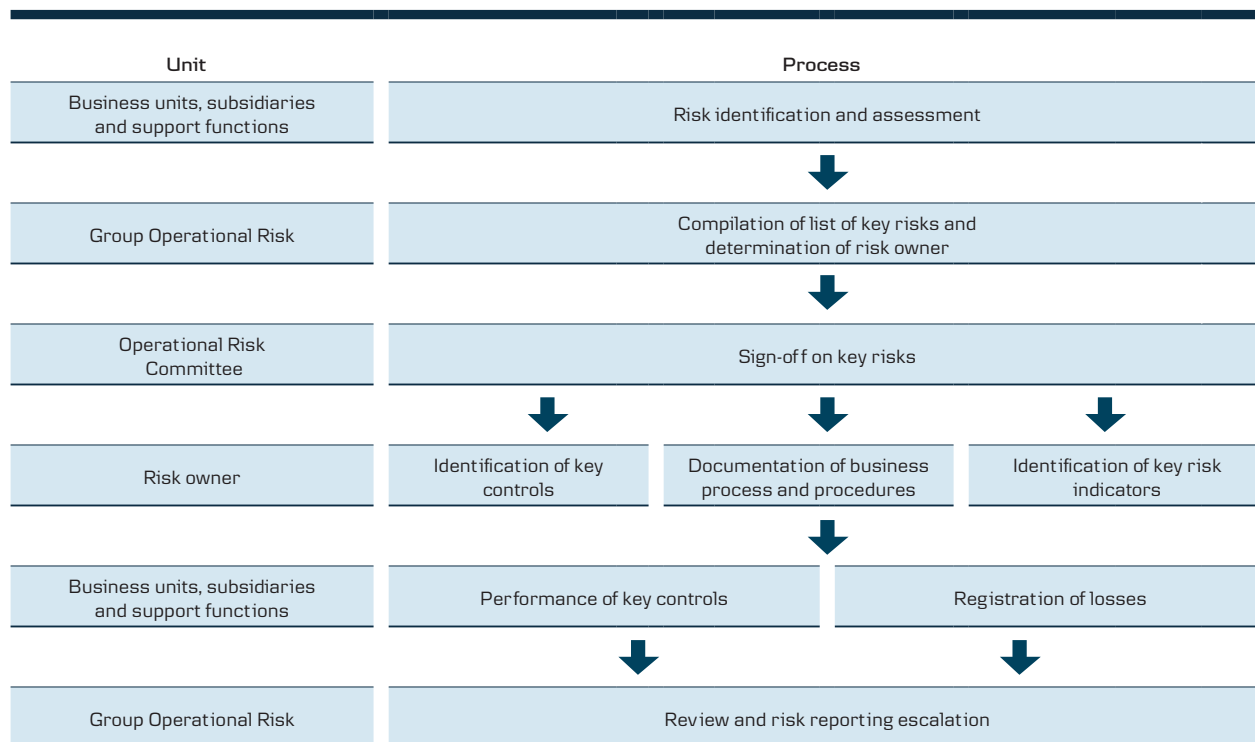 Unit
Process
Business units, subsidiaries
and support functions
Risk identification and assessment
Group Operational Risk
Compilation of list of key risks and
determination of risk owner
Operational Risk
Committee
Sign-off on key risks
Risk owner
Identification of key
controls
Documentation of business
process and procedures
Identification of key risk
indicators
Business units, subsidiaries
and support functions
Performance of key controls
Registration of losses
Group Operational Risk
Review and risk reporting escalation